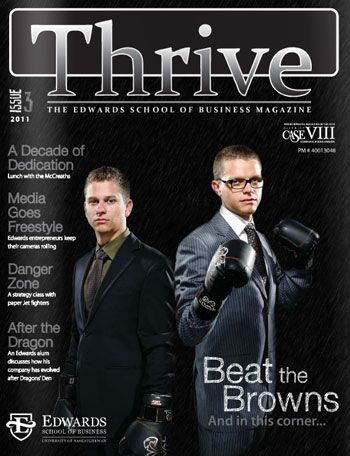 Thrive
THE EDWARDS SCHOOL OF BUSINESS MAGAZINE
ISSUE 3
2011
CASE VIII
PM # 40013048
A Decade of
Dedication
Lunch with the McCreaths
Media
Goes
Freestyle
Edwards entrepreneurs keep
their cameras rolling
Danger
Zone
A strategy class with
paper Jet fighters
After the
Dragon
An Edwards alum
discusses how his
company has evolved
after Dragons' Den
Beat the
Browns
And in this corner...
EDWARDS
SCHOOL OF BUSINESS
UNIVERSITY OF SASKATCHEWAN